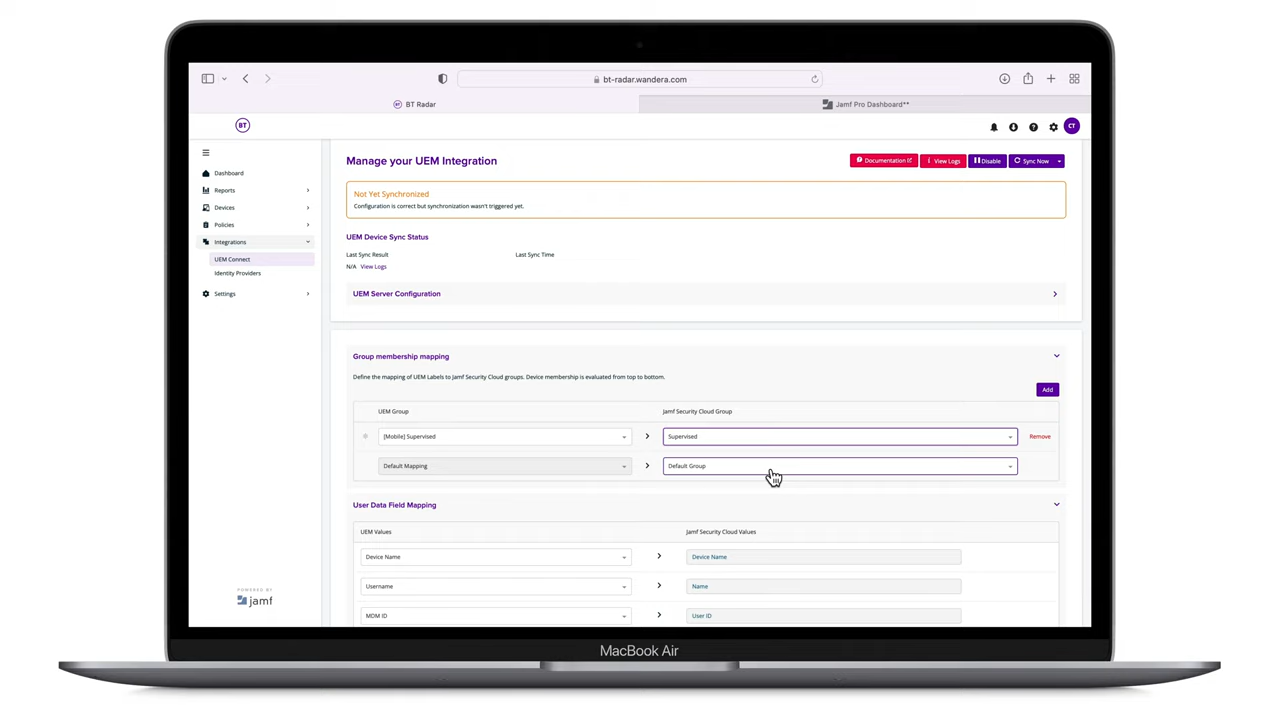 bt-radar.wandera.com
BT BT Radar
Jamf Pro Dashboard**
BT
CT
Manage your UEM Integration
Documentation
View Logs
Disable
Sync Now
Dashboard
Reports
Devices
Policies
Integrations
UEM Connect
Identity Providers
Settings
Not Yet Synchronized
Configuration is correct but synchronization wasn't triggered yet.
UEM Device Sync Status
Last Sync Result Last Sync Time
N/A View Logs
UEM Server Configuration
Group membership mapping
Define the mapping of UEM Labels to Jamf Security Cloud groups. Device membership is evaluated from top to bottom.
Add
UEM Group Jamf Security Cloud Group
[Mobile] Supervised Supervised Remove
Default Mapping Default Group
User Data Field Mapping
UEM Values Jamf Security Cloud Values
Device Name Device Name
Username Name
MDM ID User ID
POWERED BY
jamf
MacBook Air